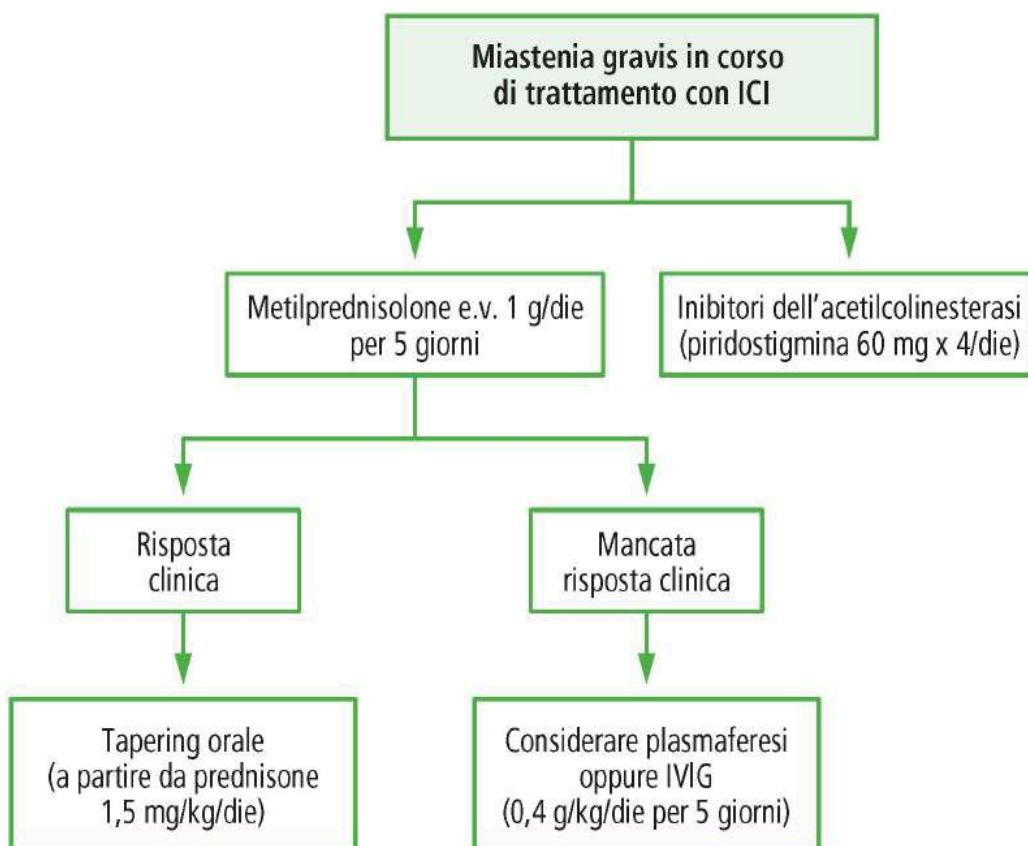 Miastenia gravis in corso
di trattamento con ICI
Metilprednisolone e.v. 1 g/die
per 5 giorni
Inibitori dell'acetilcolinesterasi
(piridostigmina 60 mg x 4/die)
Risposta
clinica
Mancata
risposta clinica
Tapering orale
(a partire da prednisone
1,5 mg/kg/die)
Considerare plasmaferesi
oppure IVIG
(0,4 g/kg/die per 5 giorni)